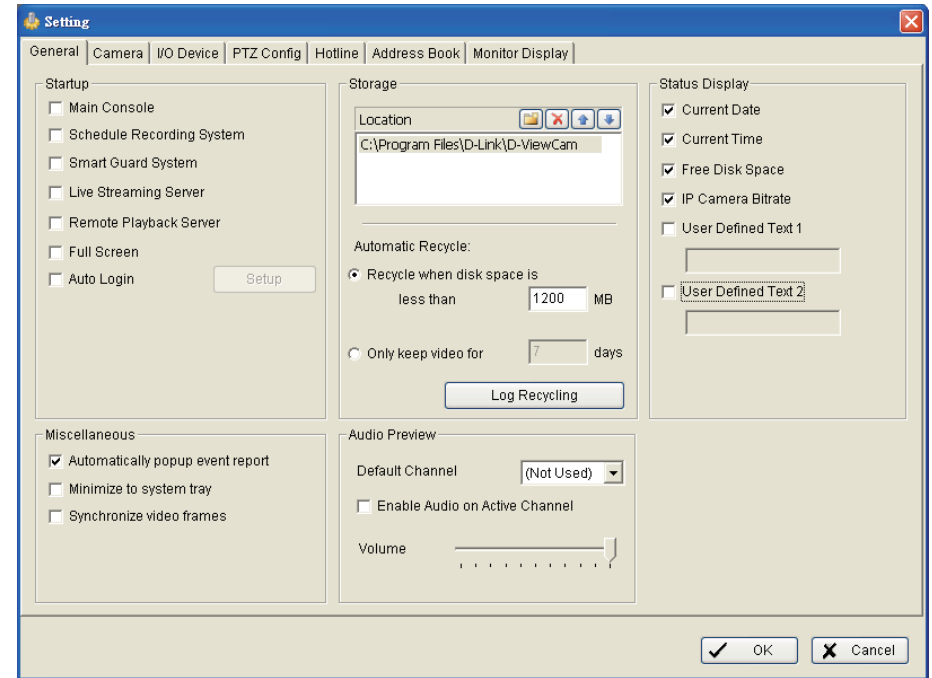 Setting
General Camera I/O Device PTZ Config Hotline Address Book Monitor Display
Startup
Main Console
Schedule Recording System
Smart Guard System
Live Streaming Server
Remote Playback Server
Full Screen
Auto Login Setup
Storage
Location
C:\Program Files\D-Link\D-ViewCam
Automatic Recycle:
Recycle when disk space is
less than 1200 MB
Only keep video for 7 days
Log Recycling
Status Display
Current Date
Current Time
Free Disk Space
IP Camera Bitrate
User Defined Text 1
User Defined Text 2
Miscellaneous
Automatically popup event report
Minimize to system tray
Synchronize video frames
Audio Preview
Default Channel (Not Used)
Enable Audio on Active Channel
Volume
OK Cancel